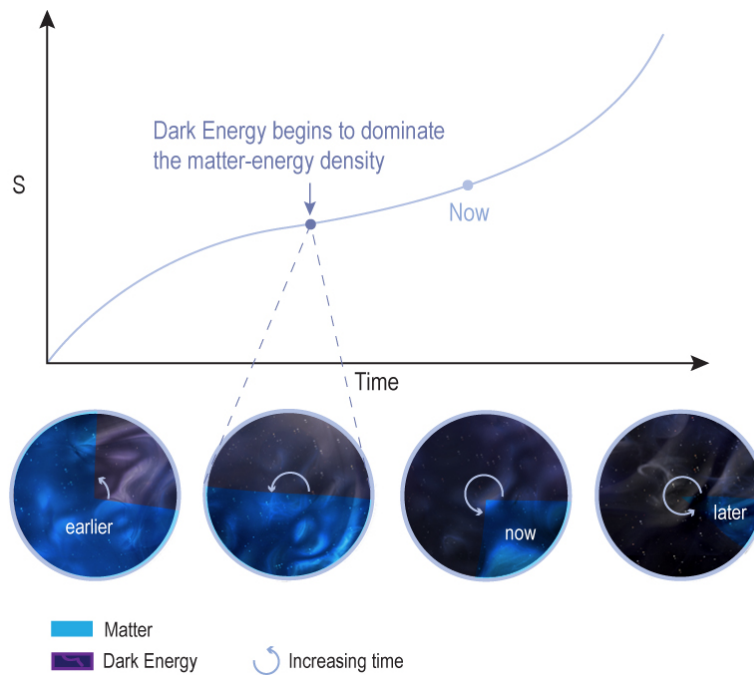 Dark Energy begins to dominate
the matter-energy density
S
Now
Time
earlier
now
later
Matter
Dark Energy
Increasing time